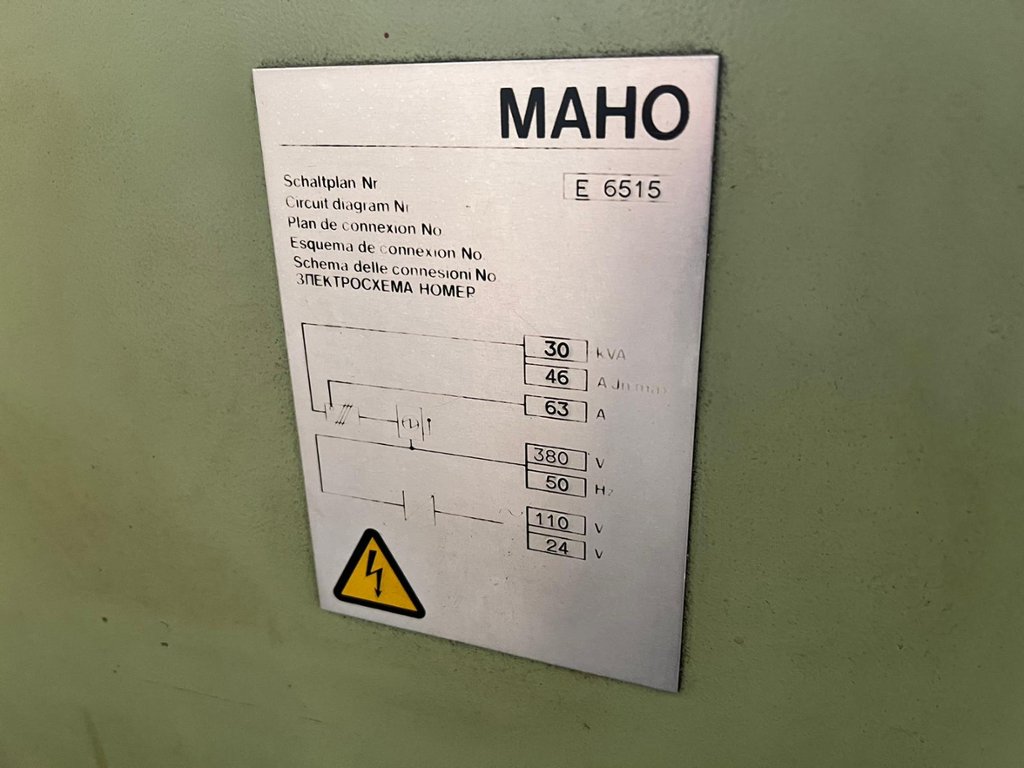 MAHO
Schaltplan Nr
E 6515
Circuit diagram Nr
Plan de connexion No
Esquema de connexion No
Schema delle connesioni No
ЗПЕКТРОСХЕМА НОМЕР
30 kVA
46 A
63 A
380 V
50 Hz
110 V
24 V